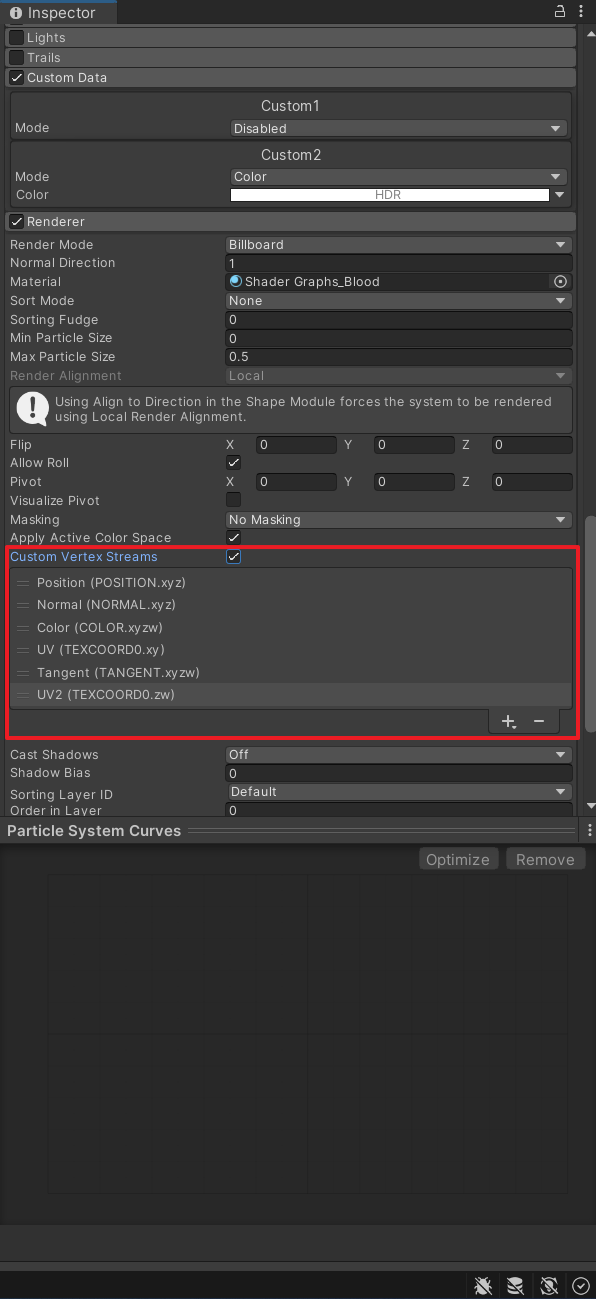 Inspector
Lights
Trails
Custom Data
Custom1
Mode Disabled
Custom2
Mode Color
Color HDR
Renderer
Render Mode Billboard
Normal Direction 1
Material Shader Graphs_Blood
Sort Mode None
Sorting Fudge 0
Min Particle Size 0
Max Particle Size 0.5
Render Alignment Local
Using Align to Direction in the Shape Module forces the system to be rendered
using Local Render Alignment.
Flip X 0 Y 0 Z 0
Allow Roll
Pivot X 0 Y 0 Z 0
Visualize Pivot
Masking No Masking
Apply Active Color Space
Custom Vertex Streams
Position (POSITION.xyz)
Normal (NORMAL.xyz)
Color (COLOR.xyzw)
UV (TEXCOORD0.xy)
Tangent (TANGENT.xyzw)
UV2 (TEXCOORD0.zw)
Cast Shadows Off
Shadow Bias 0
Sorting Layer ID Default
Order in Layer 0
Particle System Curves
Optimize Remove